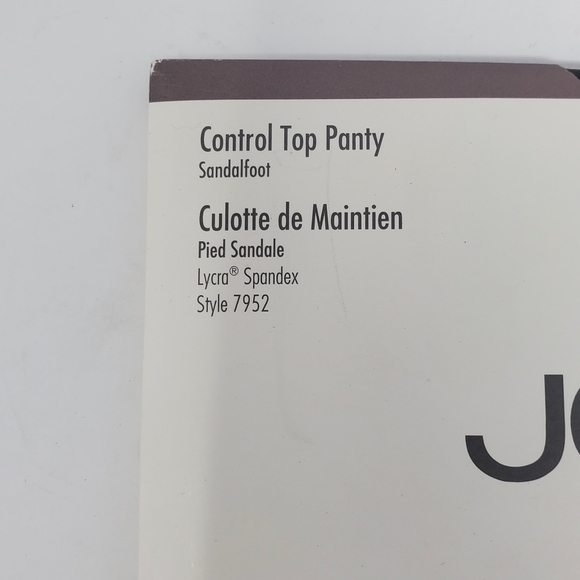 Control Top Panty
Sandalfoot
Culotte de Maintien
Pied Sandale
Lycra® Spandex
Style 7952